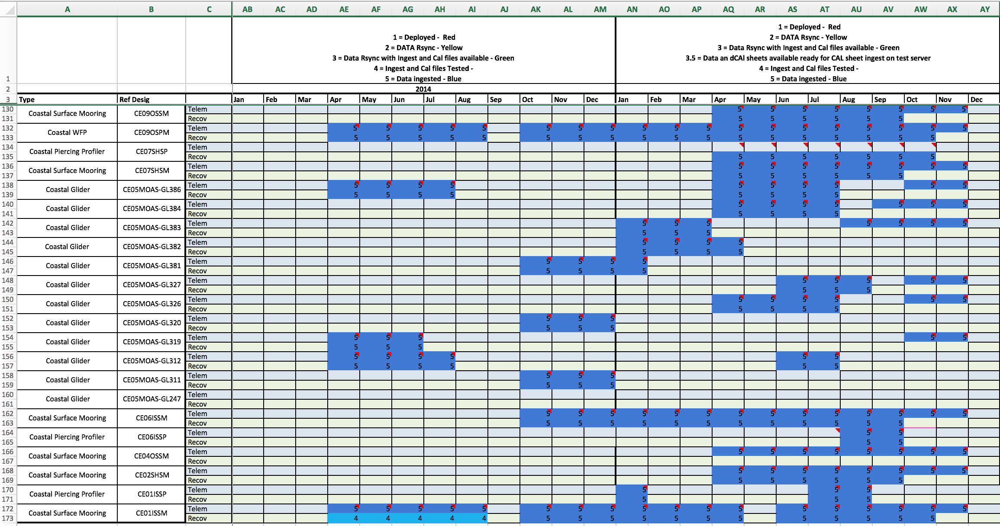 A B C AB AC AD AE AF AG AH AI AJ AK AL AM AN AO AP AQ AR AS AT AU AV AW AX AY
1 = Deployed - Red
2 = DATA Rsync - Yellow
3 = Data Rsync with Ingest and Cal files available - Green
4 = Ingest and Cal files Tested -
5 = Data ingested - Blue
1 = Deployed - Red
2 = DATA Rsync - Yellow
3 = Data Rsync with Ingest and Cal files available - Green
3.5 = Data an dCAl sheets available ready for CAL sheet ingest on test server
4 = Ingest and Cal files Tested -
5 = Data ingested - Blue
1
2 2014
3 Type Ref Desig Jan Feb Mar Apr May Jun Jul Aug Sep Oct Nov Dec Jan Feb Mar Apr May Jun Jul Aug Sep Oct Nov Dec
130 Coastal Surface Mooring CE09OSSM Telem 5 5 5 5 5 5 5 5
131 Recov 5 5 5 5 5 5
132 Coastal WFP CE09OSPM Telem 5 5 5 5 5 5 5 5 5 5 5 5 5 5 5 5 5 5 5
133 Recov 5 5 5 5 5 5 5 5 5 5 5 5 5 5 5 5 5 5
134 Coastal Piercing Profiler CE07SHSP Telem
135 Recov 5 5 5 5 5 5 5
136 Coastal Surface Mooring CE07SHSM Telem 5 5 5 5 5 5 5 5
137 Recov 5 5 5 5 5 5
138 Coastal Glider CE05MOAS-GL386 Telem 5 5 5 5 5 5 5 5 5 5
139 Recov 5 5 5 5 5 5 5 5
140 Coastal Glider CE05MOAS-GL384 Telem 5 5 5 5 5 5 5
141 Recov 5 5 5 5
142 Coastal Glider CE05MOAS-GL383 Telem 5 5 5 5 5 5 5
143 Recov 5 5 5
144 Coastal Glider CE05MOAS-GL382 Telem 5 5 5 5
145 Recov 5 5 5 5
146 Coastal Glider CE05MOAS-GL381 Telem 5 5 5 5
147 Recov 5 5 5 5
148 Coastal Glider CE05MOAS-GL327 Telem 5 5 5 5 5
149 Recov 5 5 5
150 Coastal Glider CE05MOAS-GL326 Telem 5 5 5 5 5 5
151 Recov 5 5 5 5
152 Coastal Glider CE05MOAS-GL320 Telem 5 5 5
153 Recov 5 5 5
154 Coastal Glider CE05MOAS-GL319 Telem 5 5 5 5 5
155 Recov 5 5 5
156 Coastal Glider CE05MOAS-GL312 Telem 5 5 5 5 5 5
157 Recov 5 5 5 5 5 5
158 Coastal Glider CE05MOAS-GL311 Telem 5 5 5
159 Recov 5 5 5
160 Coastal Glider CE05MOAS-GL247 Telem
161 Recov
162 Coastal Surface Mooring CE06ISSM Telem 5 5 5 5 5 5 5 5 5 5 5 5 5 5
163 Recov 5 5 5 5 5 5 5 5 5 5 5 5
164 Coastal Piercing Profiler CE06ISSP Telem 5 5
165 Recov 5 5
166 Coastal Surface Mooring CE04OSSM Telem 5 5 5 5 5 5 5 5
167 Recov
168 Coastal Surface Mooring CE02SHSM Telem 5 5 5 5 5 5 5 5
169 Recov 5 5 5 5 5 5
170 Coastal Piercing Profiler CE01ISSP Telem 5 5 5
171 Recov 5 5 5
172 Coastal Surface Mooring CE01ISSM Telem 5 5 5 5 5 5 5 5 5 5 5 5 5 5 5 5 5 5
173 Recov 4 4 4 4 4 5 5 5 5 5 5 5 5 5 5 5 5